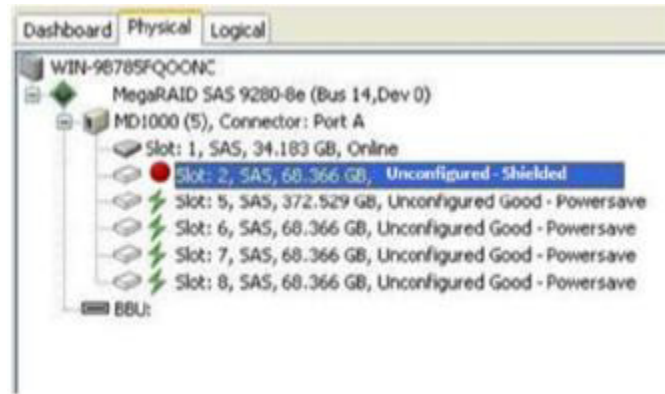 Dashboard Physical Logical
WIN-98785FQOONC
MegaRAID SAS 9280-8e (Bus 14,Dev 0)
MD1000 (5), Connector: Port A
Slot: 1, SAS, 34.183 GB, Online
Slot: 2, SAS, 68.366 GB, Unconfigured - Shielded
Slot: 5, SAS, 372.529 GB, Unconfigured Good - Powersave
Slot: 6, SAS, 68.366 GB, Unconfigured Good - Powersave
Slot: 7, SAS, 68.366 GB, Unconfigured Good - Powersave
Slot: 8, SAS, 68.366 GB, Unconfigured Good - Powersave
BBU: